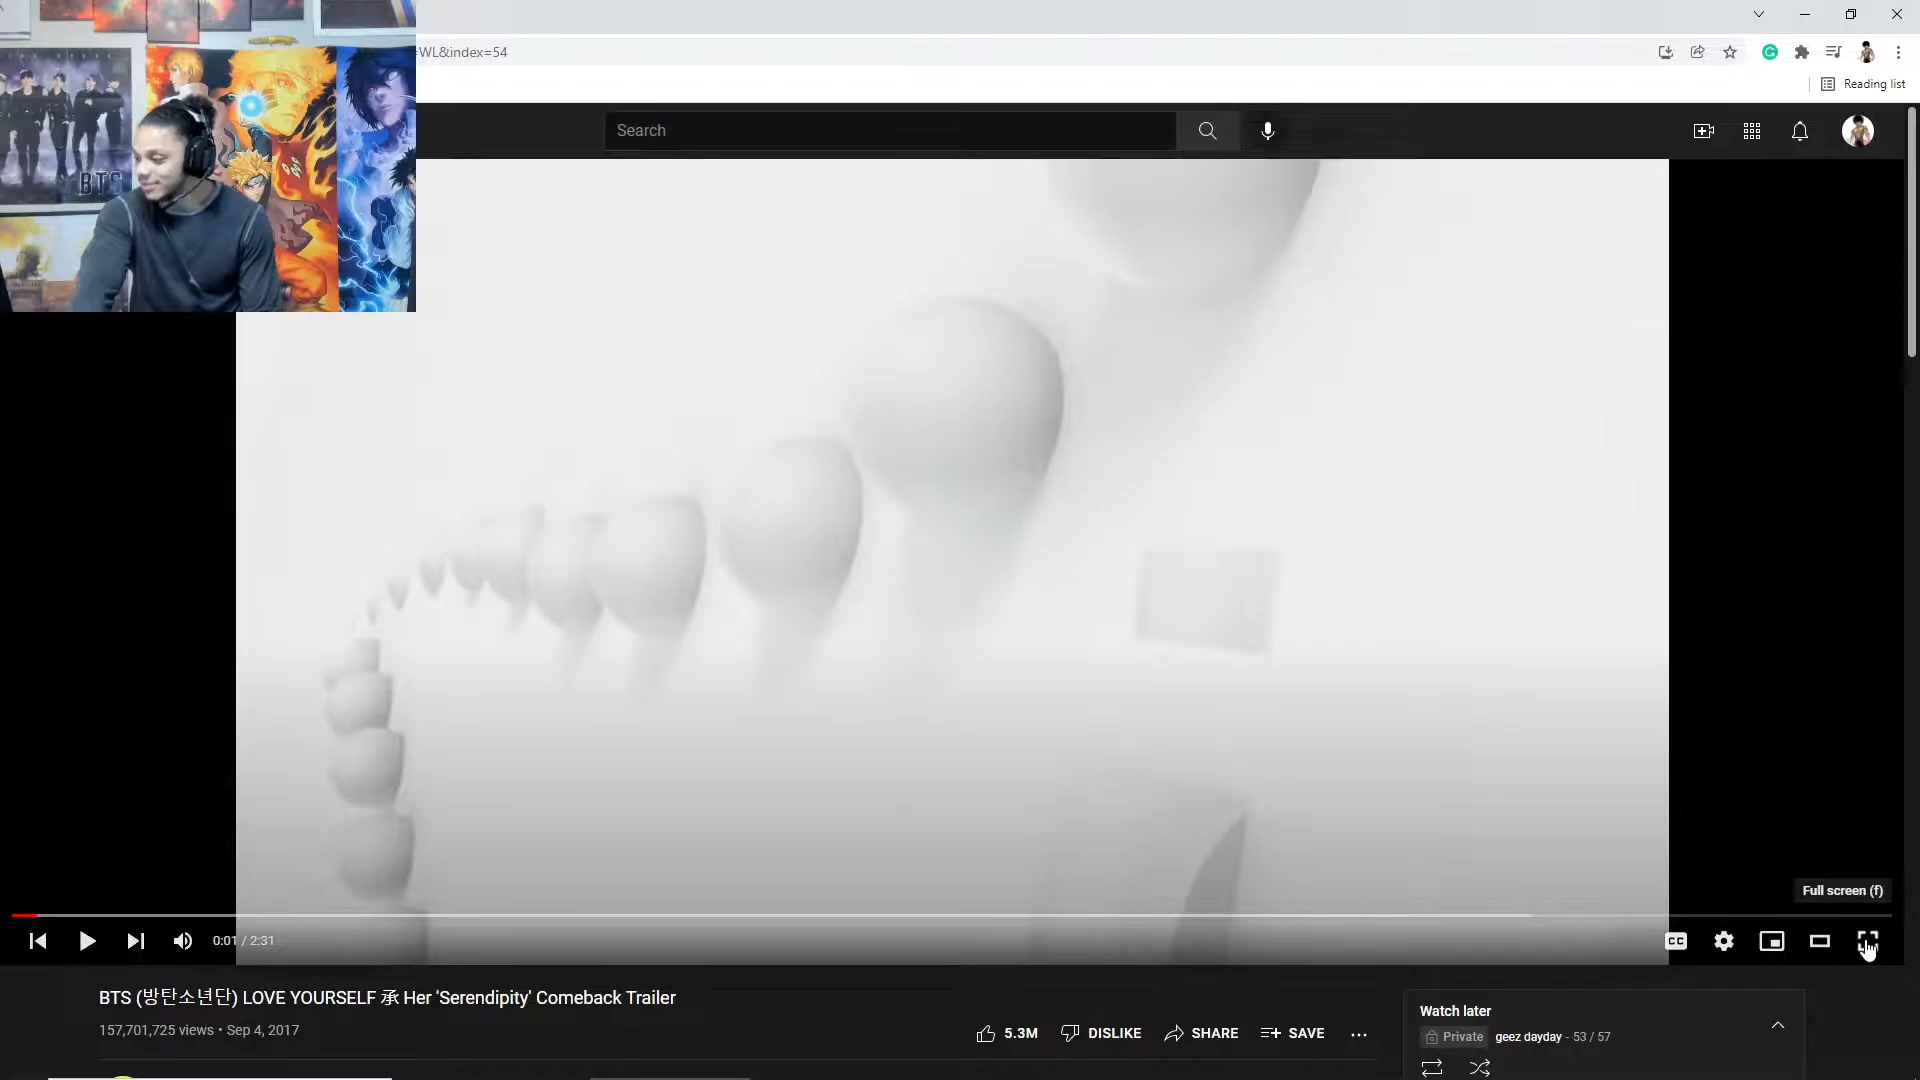 =WL&index=54
Reading list
Search
BTS
Full screen (f)
0:01 / 2:31
CC
BTS (방탄소년단) LOVE YOURSELF 承 Her 'Serendipity' Comeback Trailer
157,701,725 views • Sep 4, 2017
5.3M DISLIKE SHARE SAVE
Watch later
Private geez dayday - 53 / 57